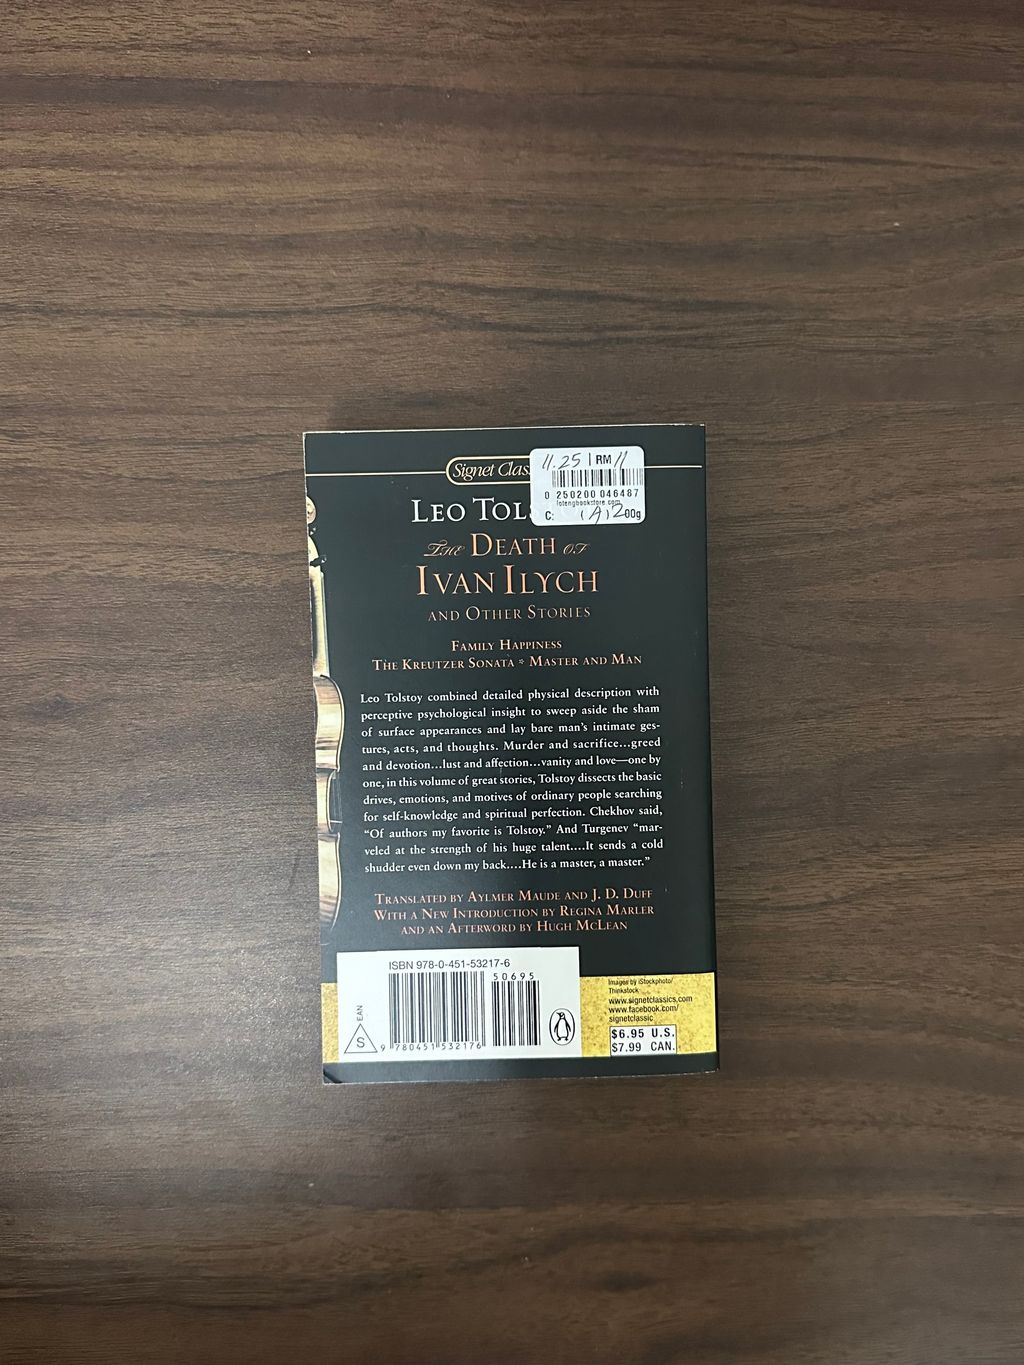 Signet Clas
11.25 | RM 11
0 250200 046487
lotengbookstore.com
C: (A) 200g
LEO TOLS
THE DEATH OF
IVAN ILYCH
AND OTHER STORIES
FAMILY HAPPINESS
THE KREUTZER SONATA * MASTER AND MAN
Leo Tolstoy combined detailed physical description with
perceptive psychological insight to sweep aside the sham
of surface appearances and lay bare man's intimate ges-
tures, acts, and thoughts. Murder and sacrifice...greed
and devotion...lust and affection...vanity and love—one by
one, in this volume of great stories, Tolstoy dissects the basic
drives, emotions, and motives of ordinary people searching
for self-knowledge and spiritual perfection. Chekhov said,
"Of authors my favorite is Tolstoy." And Turgenev "mar-
veled at the strength of his huge talent....It sends a cold
shudder even down my back....He is a master, a master."
TRANSLATED BY AYLMER MAUDE AND J. D. DUFF
WITH A NEW INTRODUCTION BY REGINA MARLER
AND AN AFTERWORD BY HUGH MCLEAN
ISBN 978-0-451-53217-6
50695
EAN
S
9 780451 532176
Images by iStockphoto/
Thinkstock
www.signetclassics.com
www.facebook.com/
signetclassic
$6.95 U.S.
$7.99 CAN.